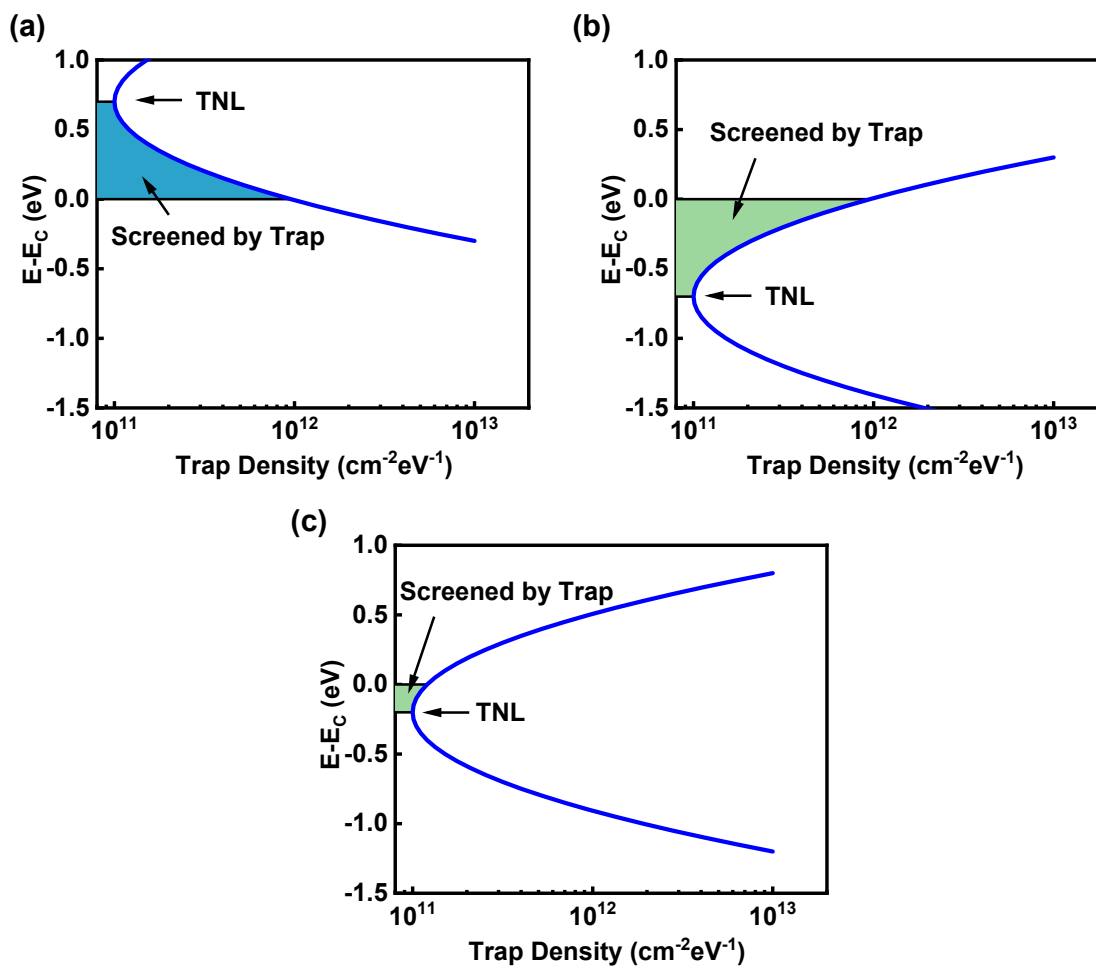 (a)
1.0
0.5
0.0
-0.5
-1.0
-1.5
E-EC (eV)
TNL
Screened by Trap
10^11
10^12
10^13
Trap Density (cm^-2eV^-1)
(b)
1.0
0.5
0.0
-0.5
-1.0
-1.5
E-EC (eV)
Screened by Trap
TNL
10^11
10^12
10^13
Trap Density (cm^-2eV^-1)
(c)
1.0
0.5
0.0
-0.5
-1.0
-1.5
E-EC (eV)
Screened by Trap
TNL
10^11
10^12
10^13
Trap Density (cm^-2eV^-1)